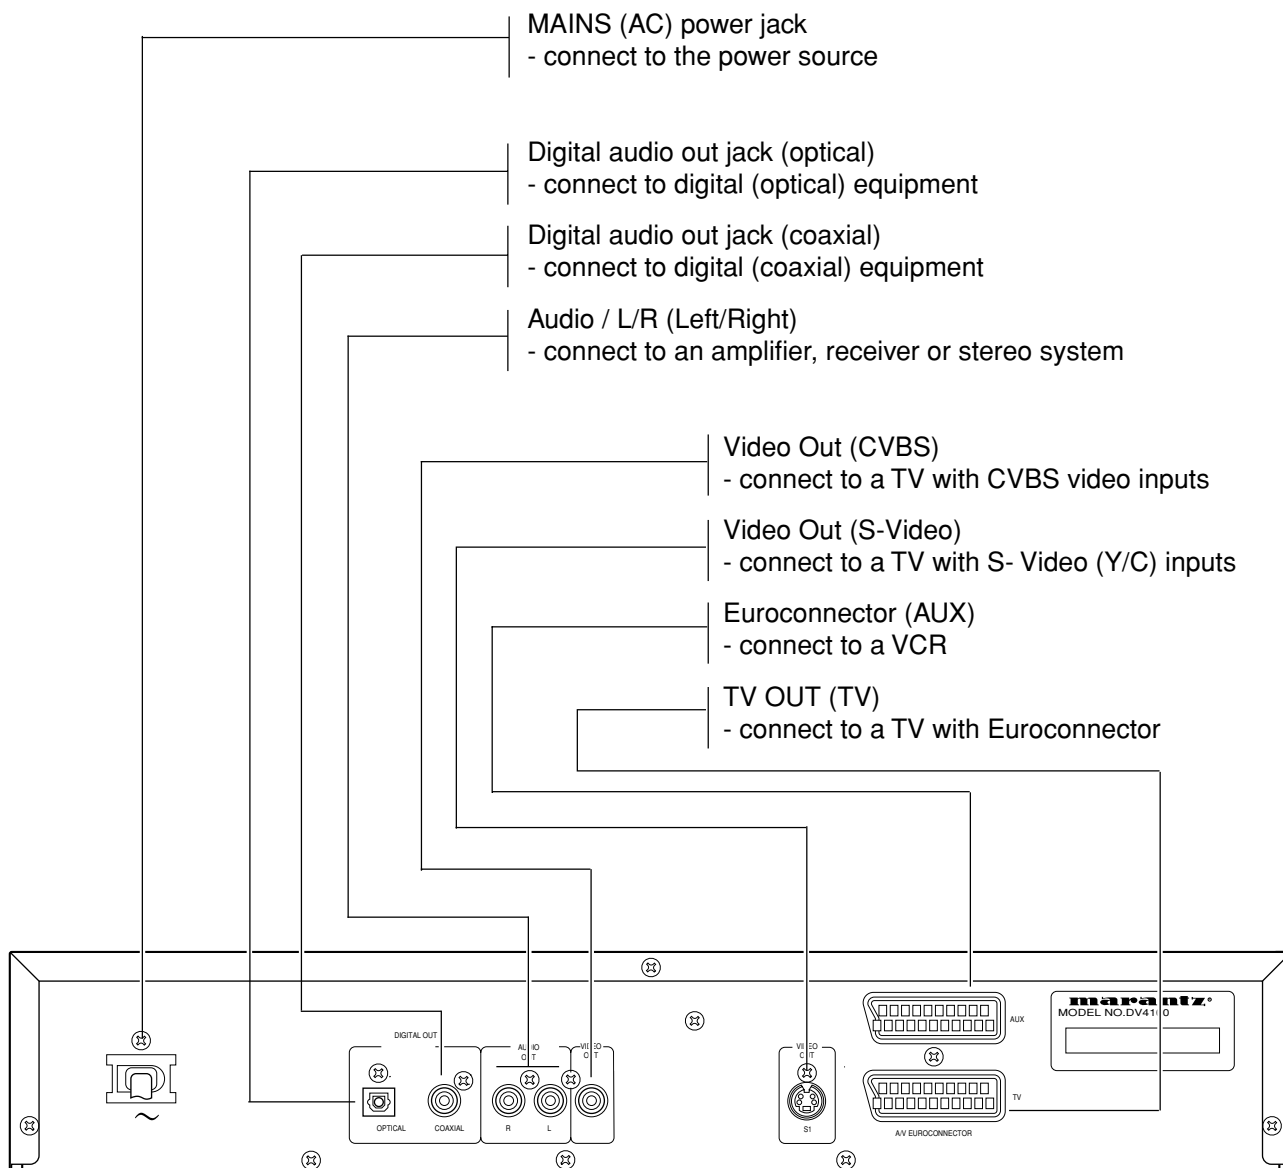 MAINS (AC) power jack
- connect to the power source
Digital audio out jack (optical)
- connect to digital (optical) equipment
Digital audio out jack (coaxial)
- connect to digital (coaxial) equipment
Audio / L/R (Left/Right)
- connect to an amplifier, receiver or stereo system
Video Out (CVBS)
- connect to a TV with CVBS video inputs
Video Out (S-Video)
- connect to a TV with S- Video (Y/C) inputs
Euroconnector (AUX)
- connect to a VCR
TV OUT (TV)
- connect to a TV with Euroconnector
marantz®
MODEL NO.DV4100
AUX
DIGITAL OUT
AUDIO
OUT
VIDEO
OUT
VIDEO
OUT
TV
OPTICAL
COAXIAL
R
L
S1
A/V EUROCONNECTOR
~